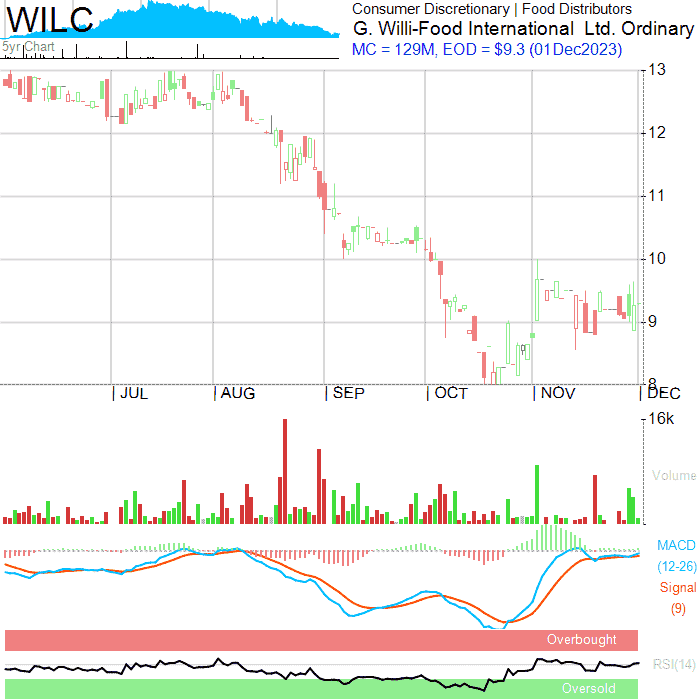 WILC
5yr Chart
Consumer Discretionary | Food Distributors
G. Willi-Food International Ltd. Ordinary
MC = 129M, EOD = $9.3 (01Dec2023)
13
12
11
10
9
8
| JUL | AUG | SEP | OCT | NOV | DEC
16k
Volume
MACD
(12-26)
Signal
(9)
Overbought
RSI(14)
Oversold